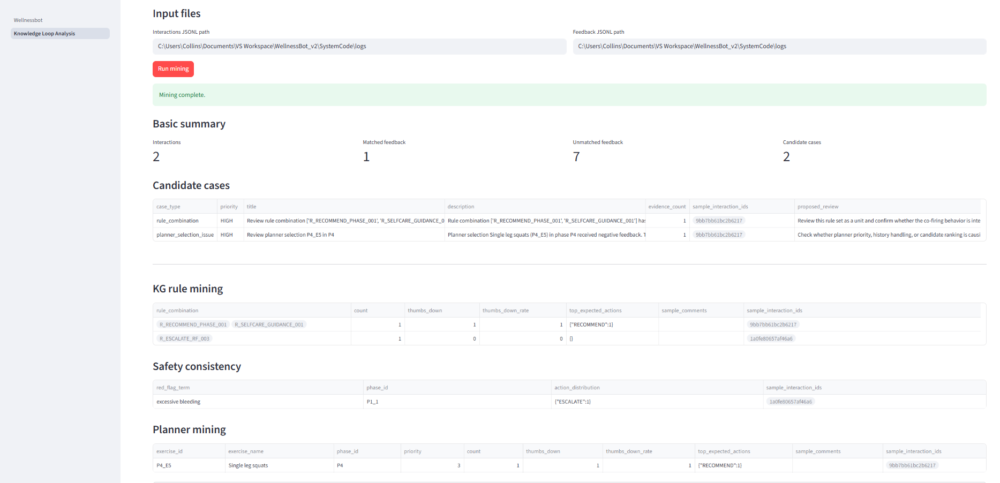 Wellnessbot
Knowledge Loop Analysis
Input files
Interactions JSONL path
Feedback JSONL path
C:\Users\Collins\Documents\VS Workspace\WellnessBot_v2\SystemCode\logs
C:\Users\Collins\Documents\VS Workspace\WellnessBot_v2\SystemCode\logs
Run mining
Mining complete.
Basic summary
Interactions Matched feedback Unmatched feedback Candidate cases
2 1 7 2
Candidate cases
case_type priority title description evidence_count sample_interaction_ids proposed_review
rule_combination HIGH Review rule combination ['R_RECOMMEND_PHASE_001', 'R_SELFCARE_GUIDANCE_0 Rule combination ['R_RECOMMEND_PHASE_001', 'R_SELFCARE_GUIDANCE_001'] has 1 9bb7bb61bc2b6217 Review this rule set as a unit and confirm whether the co-firing behavior is inte
planner_selection_issue HIGH Review planner selection P4_E5 in P4 Planner selection Single leg squats (P4_E5) in phase P4 received negative feedback. T 1 9bb7bb61bc2b6217 Check whether planner priority, history handling, or candidate ranking is causi
KG rule mining
rule_combination count thumbs_down thumbs_down_rate top_expected_actions sample_comments sample_interaction_ids
R_RECOMMEND_PHASE_001 R_SELFCARE_GUIDANCE_001 1 1 1 {"RECOMMEND":1} 9bb7bb61bc2b6217
R_ESCALATE_RF_003 1 0 0 {} 1a0fe80657af46a6
Safety consistency
red_flag_term phase_id action_distribution sample_interaction_ids
excessive bleeding P1_1 {"ESCALATE":1} 1a0fe80657af46a6
Planner mining
exercise_id exercise_name phase_id priority count thumbs_down thumbs_down_rate top_expected_actions sample_comments sample_interaction_ids
P4_E5 Single leg squats P4 3 1 1 1 {"RECOMMEND":1} 9bb7bb61bc2b6217